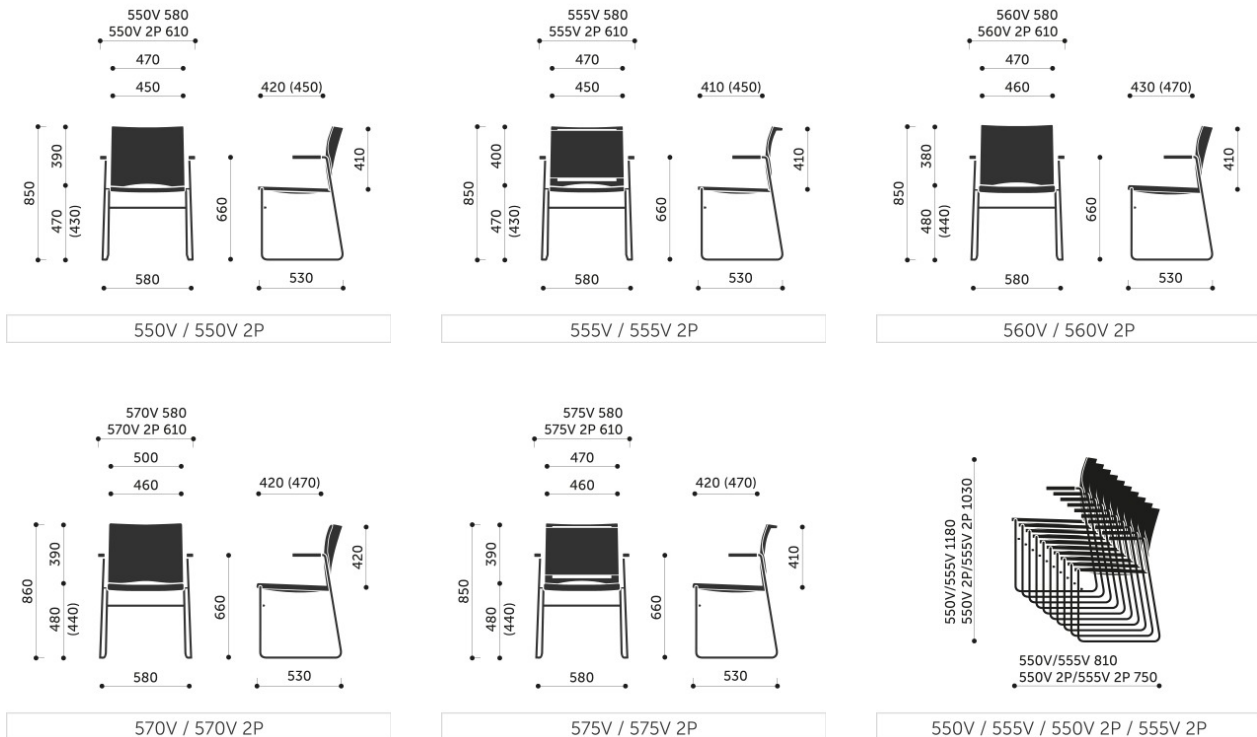 550V 580
550V 2P 610
470
450
420 (450)
850
390
470
(430)
660
410
580
530
550V / 550V 2P
555V 580
555V 2P 610
470
450
410 (450)
850
400
470
(430)
660
410
580
530
555V / 555V 2P
560V 580
560V 2P 610
470
460
430 (470)
850
380
480
(440)
660
410
580
530
560V / 560V 2P
570V 580
570V 2P 610
500
460
420 (470)
860
390
480
(440)
660
420
580
530
570V / 570V 2P
575V 580
575V 2P 610
470
460
420 (470)
850
390
480
(440)
660
410
580
530
575V / 575V 2P
550V/555V 1180
550V 2P/555V 2P 1030
550V/555V 810
550V 2P/555V 2P 750
550V / 555V / 550V 2P / 555V 2P